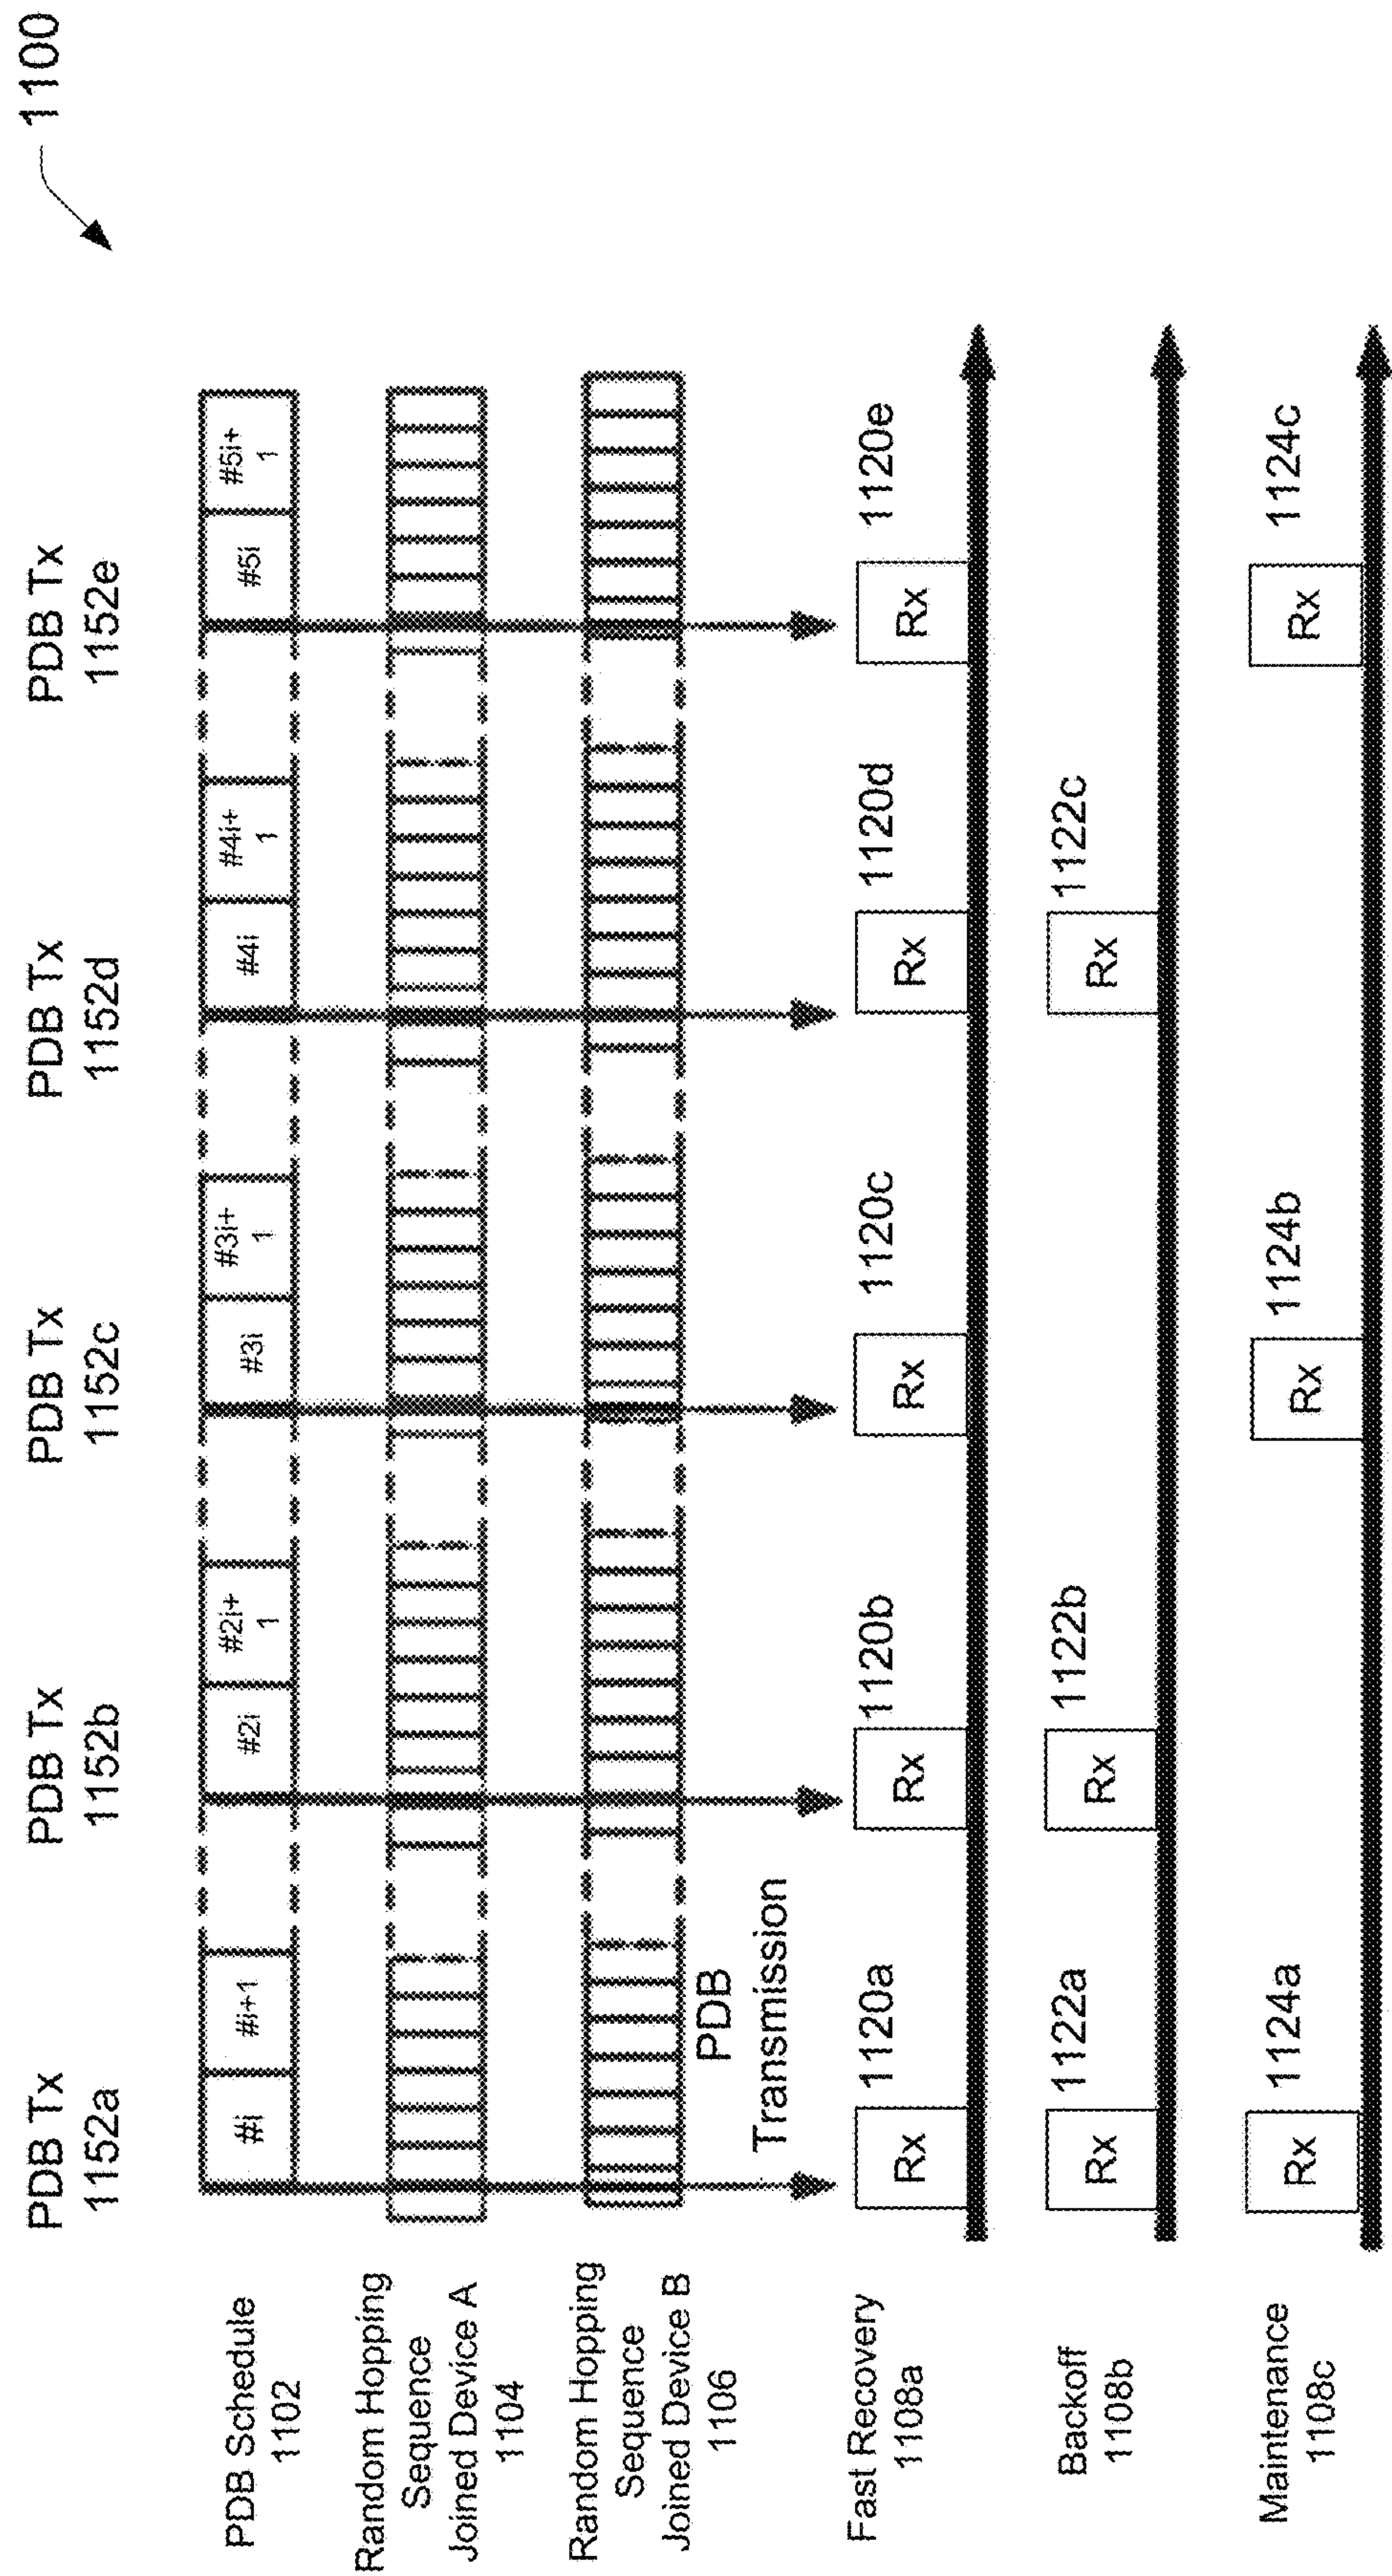 1100
PDB Tx
1152a
PDB Tx
1152b
PDB Tx
1152c
PDB Tx
1152d
PDB Tx
1152e
PDB Schedule
1102
#i
#i+1
#2i
#2i+
1
#3i
#3i+
1
#4i
#4i+
1
#5i
#5i+
1
Random Hopping
Sequence
Joined Device A
1104
Random Hopping
Sequence
Joined Device B
1106
PDB
Transmission
Fast Recovery
1108a
Rx
1120a
Rx
1120b
Rx
1120c
Rx
1120d
Rx
1120e
Backoff
1108b
Rx
1122a
Rx
1122b
Rx
1122c
Maintenance
1108c
Rx
1124a
Rx
1124b
Rx
1124c